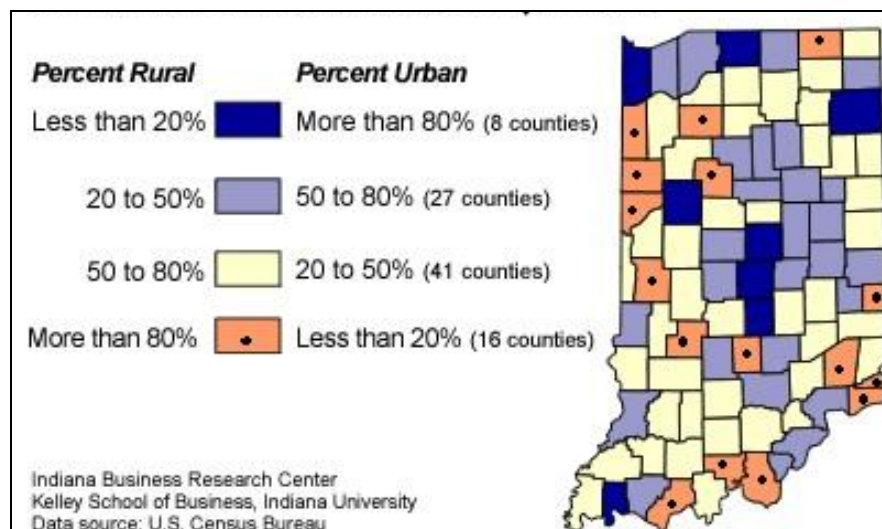 Percent Rural Percent Urban
Less than 20% More than 80% (8 counties)
20 to 50% 50 to 80% (27 counties)
50 to 80% 20 to 50% (41 counties)
More than 80% Less than 20% (16 counties)
Indiana Business Research Center
Kelley School of Business, Indiana University
Data source: U.S. Census Bureau